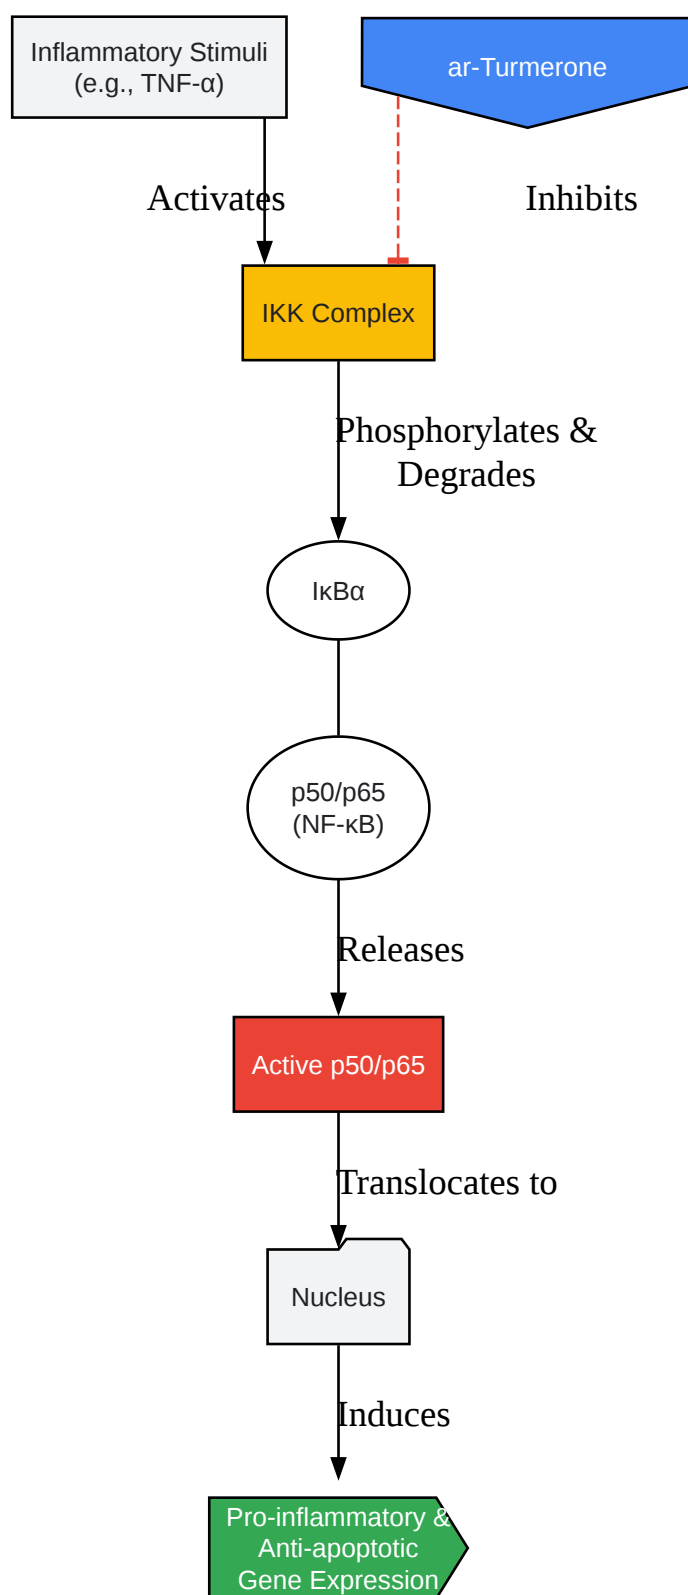 Inflammatory Stimuli
(e.g., TNF-α)
ar-Turmerone
Activates
Inhibits
IKK Complex
Phosphorylates &
Degrades
IκBα
p50/p65
(NF-κB)
Releases
Active p50/p65
Translocates to
Nucleus
Induces
Pro-inflammatory &
Anti-apoptotic
Gene Expression